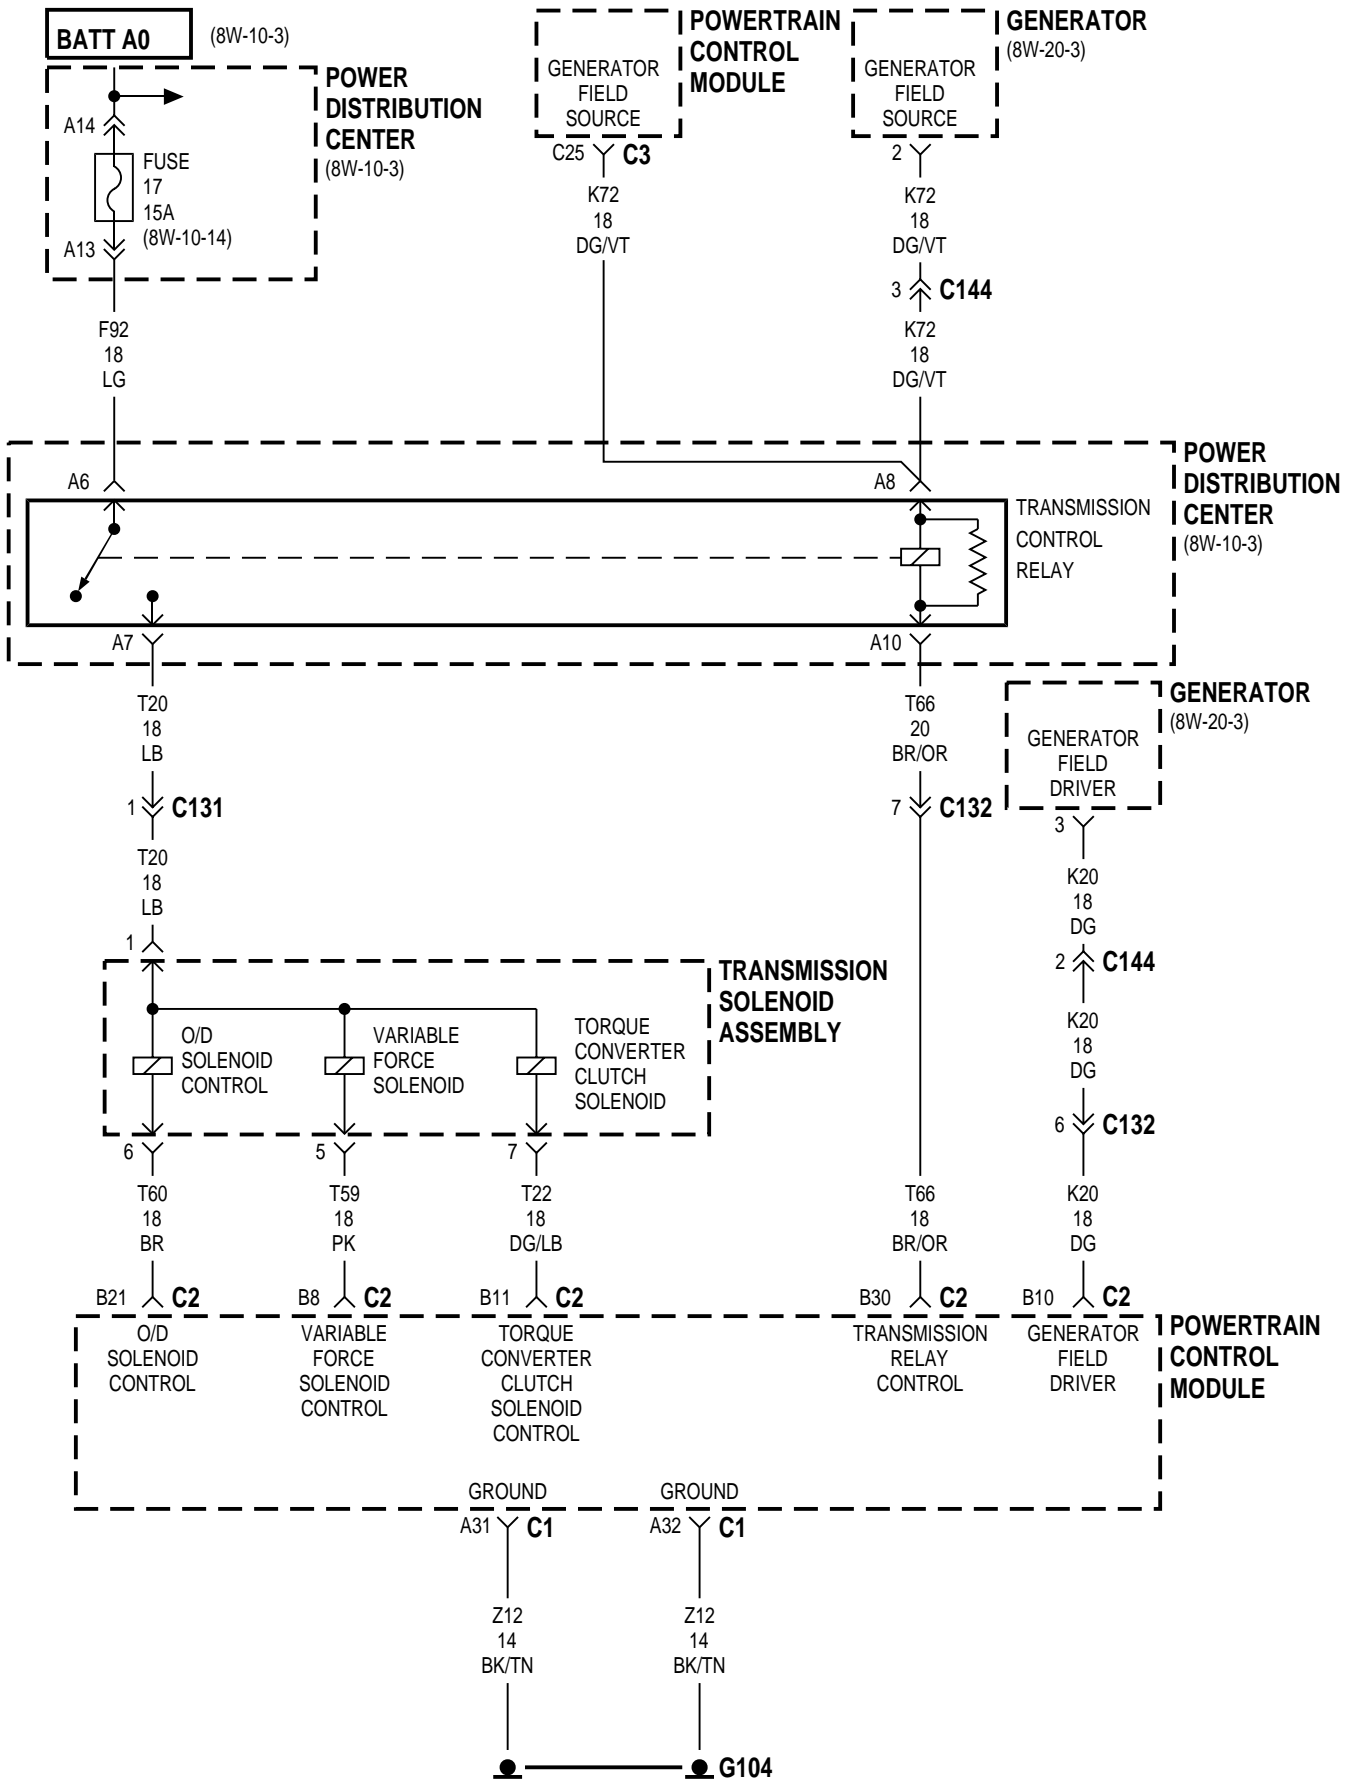 BATT A0
(8W-10-3)
POWER
DISTRIBUTION
CENTER
(8W-10-3)
A14
FUSE
17
15A
(8W-10-14)
A13
F92
18
LG
POWERTRAIN
CONTROL
MODULE
GENERATOR
FIELD
SOURCE
C25
C3
K72
18
DG/VT
GENERATOR
(8W-20-3)
GENERATOR
FIELD
SOURCE
2
K72
18
DG/VT
3
C144
K72
18
DG/VT
A6
A8
POWER
DISTRIBUTION
CENTER
(8W-10-3)
TRANSMISSION
CONTROL
RELAY
A7
A10
T20
18
LB
1
C131
T20
18
LB
1
T66
20
BR/OR
7
C132
GENERATOR
(8W-20-3)
GENERATOR
FIELD
DRIVER
3
K20
18
DG
2
C144
K20
18
DG
6
C132
K20
18
DG
TRANSMISSION
SOLENOID
ASSEMBLY
O/D
SOLENOID
CONTROL
VARIABLE
FORCE
SOLENOID
TORQUE
CONVERTER
CLUTCH
SOLENOID
6
5
7
T60
18
BR
T59
18
PK
T22
18
DG/LB
T66
18
BR/OR
B21
C2
B8
C2
B11
C2
B30
C2
B10
C2
POWERTRAIN
CONTROL
MODULE
O/D
SOLENOID
CONTROL
VARIABLE
FORCE
SOLENOID
CONTROL
TORQUE
CONVERTER
CLUTCH
SOLENOID
CONTROL
TRANSMISSION
RELAY
CONTROL
GENERATOR
FIELD
DRIVER
GROUND
GROUND
A31
C1
A32
C1
Z12
14
BK/TN
Z12
14
BK/TN
G104